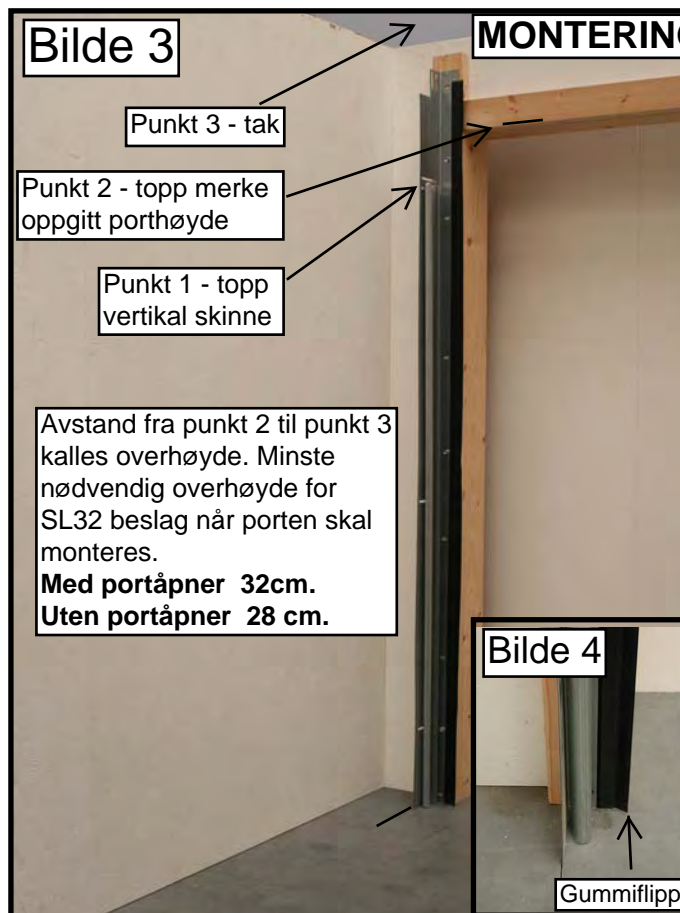 Bilde 3
MONTERING
Punkt 3 - tak
Punkt 2 - topp merke
oppgitt porthøyde
Punkt 1 - topp
vertikal skinne
Avstand fra punkt 2 til punkt 3
kalles overhøyde. Minste
nødvendig overhøyde for
SL32 beslag når porten skal
monteres.
Med portåpner 32cm.
Uten portåpner 28 cm.
Bilde 4
Gummiflipp